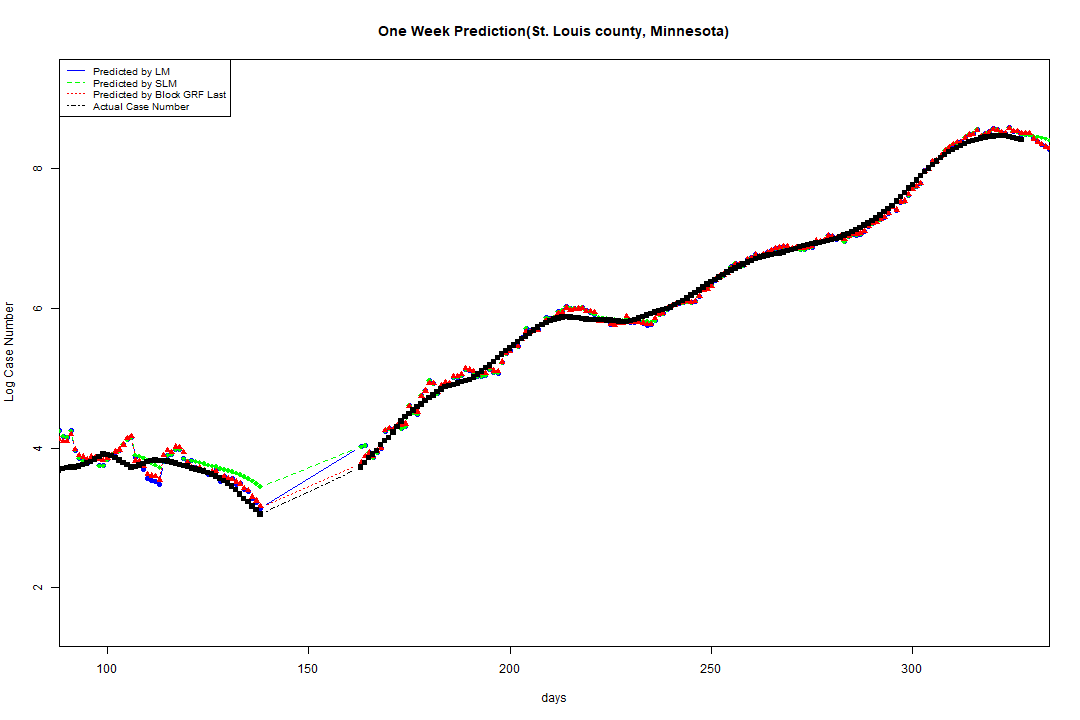 One Week Prediction(St. Louis county, Minnesota)
Predicted by LM
Predicted by SLM
Predicted by Block GRF Last
Actual Case Number
8
6
4
2
Log Case Number
100 150 200 250 300
days